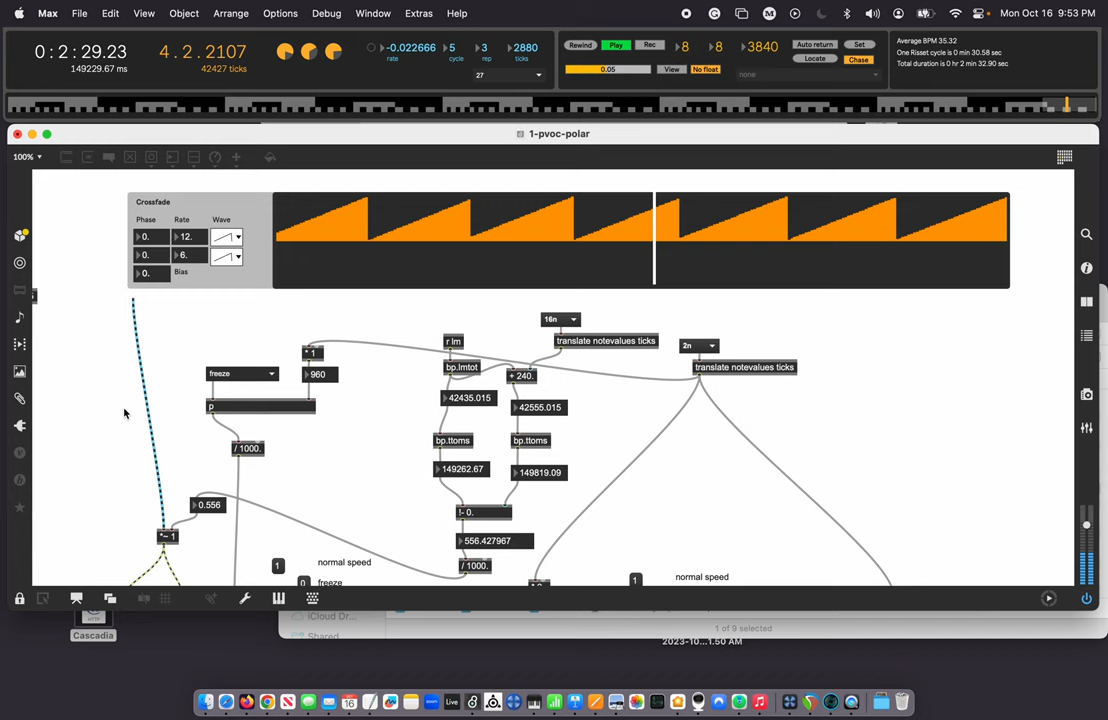 Max File Edit View Object Arrange Options Debug Window Extras Help
Mon Oct 16 9:53 PM
0:2:29.23
149229.67 ms
4.2.2107
42427 ticks
-0.022666 5 3 2880
rate cycle rep ticks
27
Rewind Play Rec 8 8 3840 Auto return Set
Locate Chase
0.05 View No float none
Average BPM 35.32
One Risset cycle is 0 min 30.58 sec
Total duration is 0 hr 2 min 32.90 sec
1-pvoc-polar
100%
Crossfade
Phase Rate Wave
0. 12.
0. 6.
0. Bias
16n
r lm
translate notevalues ticks
2n
* 1
bp.lmtot
translate notevalues ticks
freeze
960
+ 240.
42435.015
42555.015
p
bp.ttoms
bp.ttoms
/ 1000.
149262.67
149819.09
0.556
!- 0.
*~ 1
556.427967
1 normal speed
/ 1000.
0 freeze
1 normal speed
iCloud Dr...
Shared
HTTP
Cascadia
1 of 9 selected
2023-10...1.50 AM
OCT
16
Live